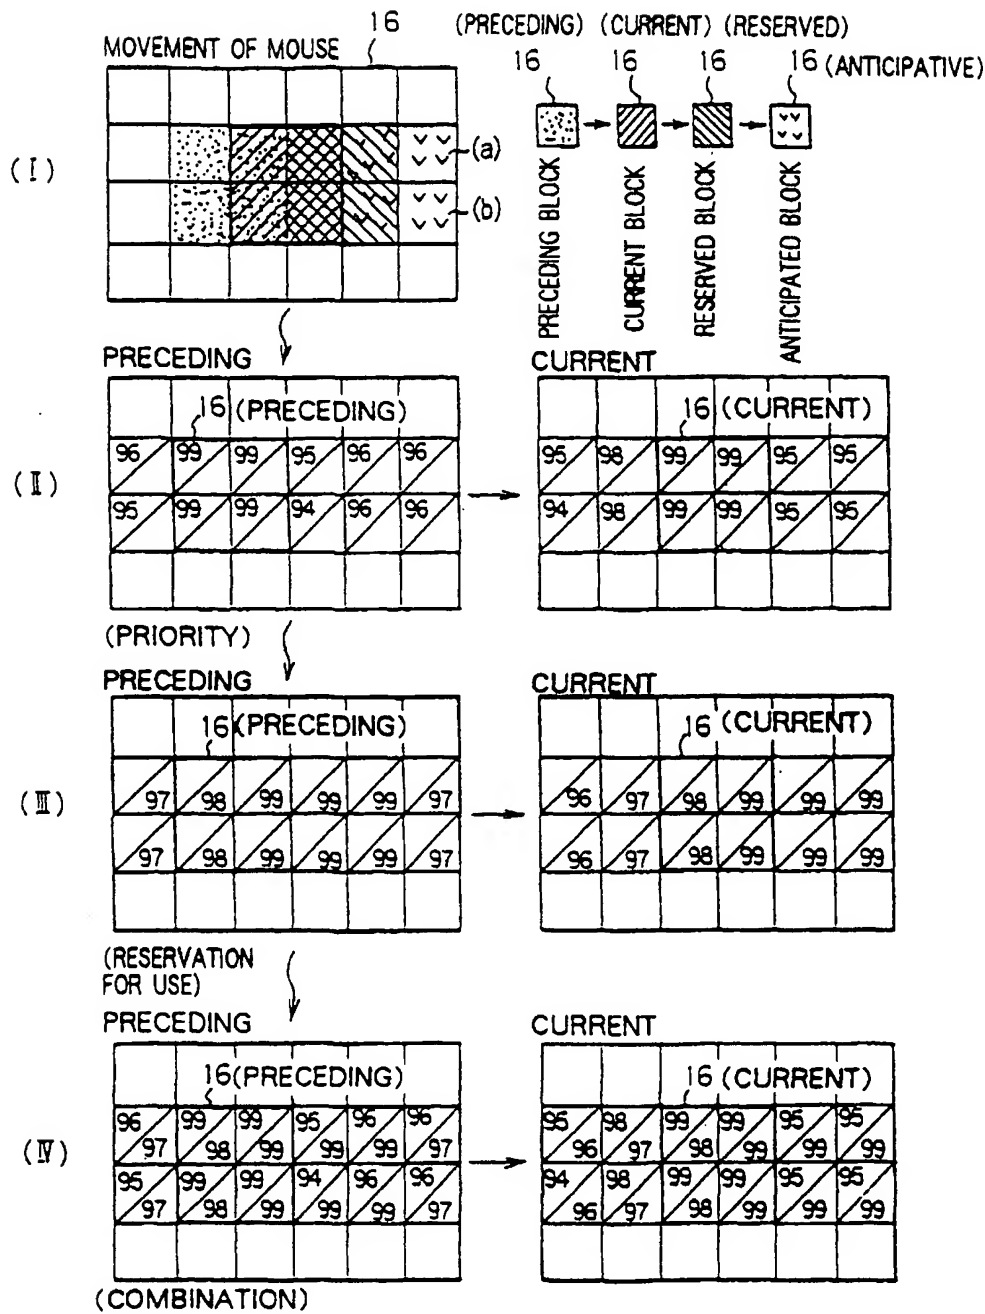 MOVEMENT OF MOUSE
16
(PRECEDING) (CURRENT) (RESERVED)
16 16 16 16 (ANTICIPATIVE)
(I)
(a)
(b)
PRECEDING BLOCK
CURRENT BLOCK
RESERVED BLOCK
ANTICIPATED BLOCK
PRECEDING
CURRENT
(II)
16 (PRECEDING)
96 99 99 95 96 96
95 99 99 94 96 96
16 (CURRENT)
95 98 99 99 95 95
94 98 99 99 95 95
(PRIORITY)
PRECEDING
CURRENT
(III)
16 (PRECEDING)
97 98 99 99 99 97
97 98 99 99 99 97
16 (CURRENT)
96 97 98 99 99 99
96 97 98 99 99 99
(RESERVATION
FOR USE)
PRECEDING
CURRENT
(IV)
16 (PRECEDING)
96 99 99 95 96 96
97 98 99 99 99 97
95 99 99 94 96 96
97 98 99 99 99 97
16 (CURRENT)
95 98 99 99 95 95
96 97 98 99 99 99
94 98 99 99 95 95
96 97 98 99 99 99
(COMBINATION)